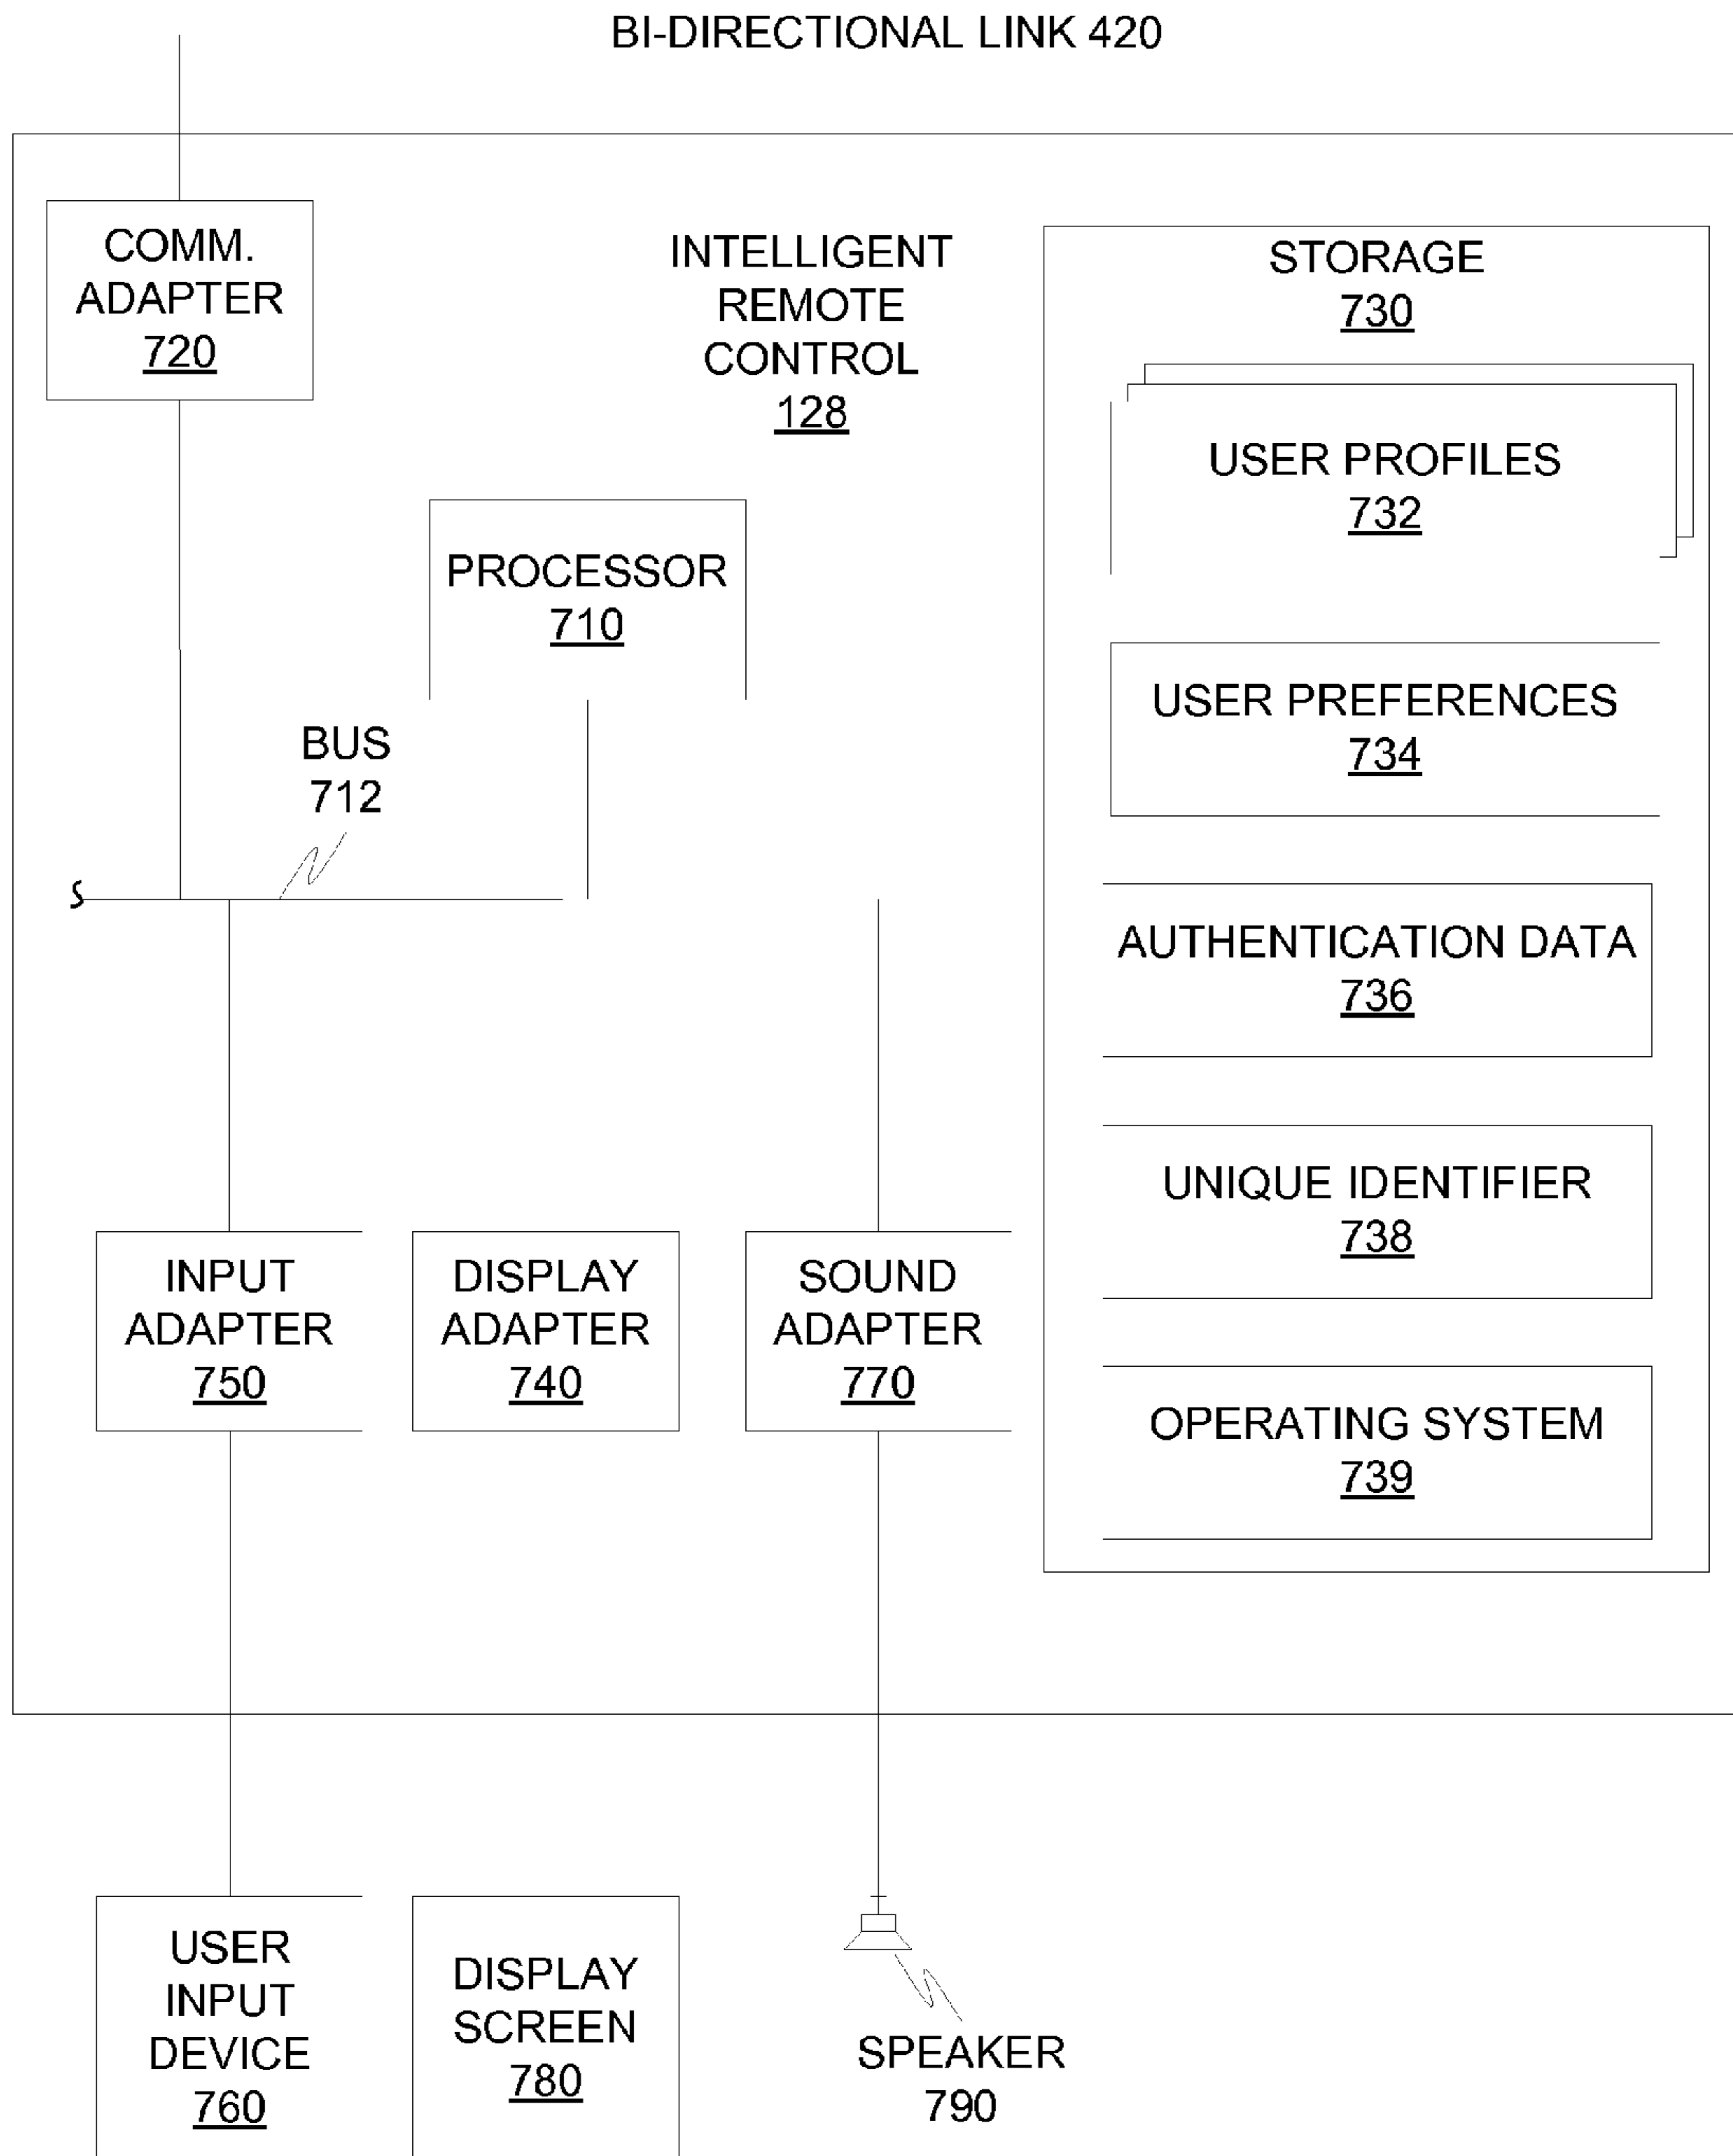 BI-DIRECTIONAL LINK 420
COMM.
ADAPTER
720
INTELLIGENT
REMOTE
CONTROL
128
STORAGE
730
USER PROFILES
732
PROCESSOR
710
USER PREFERENCES
734
BUS
712
AUTHENTICATION DATA
736
UNIQUE IDENTIFIER
738
INPUT
ADAPTER
750
DISPLAY
ADAPTER
740
SOUND
ADAPTER
770
OPERATING SYSTEM
739
USER
INPUT
DEVICE
760
DISPLAY
SCREEN
780
SPEAKER
790